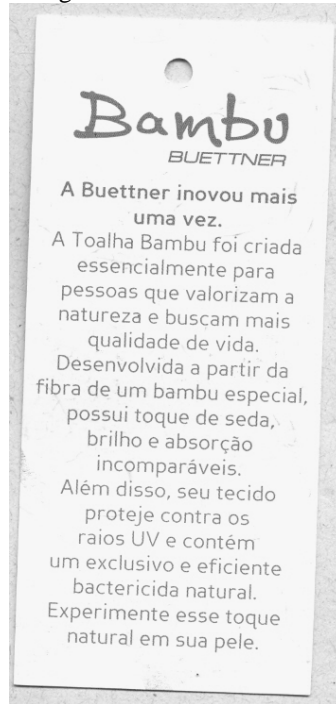 Bambu
BUETTNER
A Buettner inovou mais
uma vez.
A Toalha Bambu foi criada
essencialmente para
pessoas que valorizam a
natureza e buscam mais
qualidade de vida.
Desenvolvida a partir da
fibra de um bambu especial,
possui toque de seda,
brilho e absorção
incomparáveis.
Além disso, seu tecido
proteje contra os
raios UV e contém
um exclusivo e eficiente
bactericida natural.
Experimente esse toque
natural em sua pele.